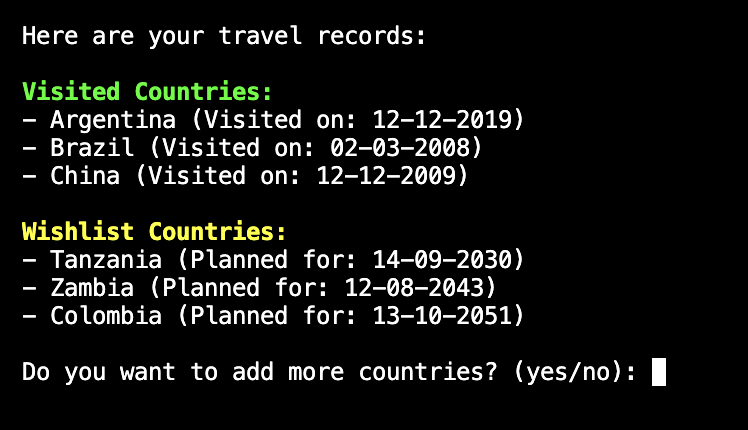 Here are your travel records:
Visited Countries:
- Argentina (Visited on: 12-12-2019)
- Brazil (Visited on: 02-03-2008)
- China (Visited on: 12-12-2009)
Wishlist Countries:
- Tanzania (Planned for: 14-09-2030)
- Zambia (Planned for: 12-08-2043)
- Colombia (Planned for: 13-10-2051)
Do you want to add more countries? (yes/no):